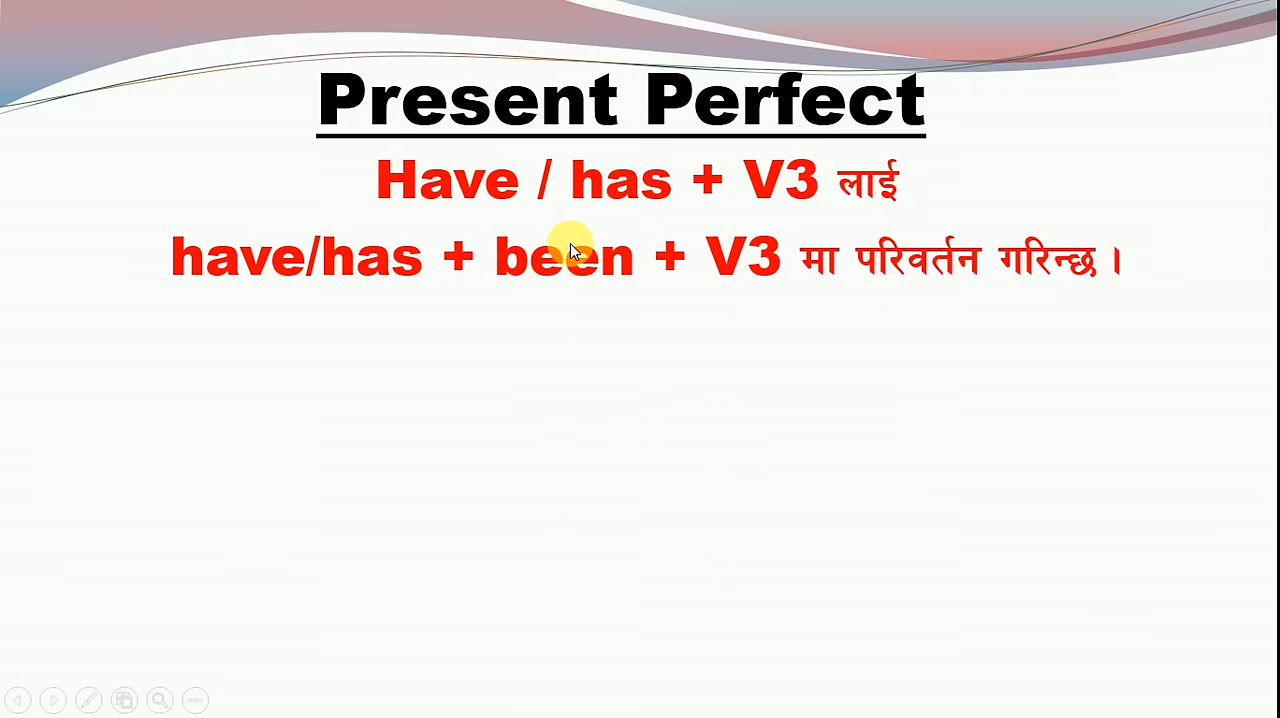 Present Perfect
Have / has + V3 लाई
have/has + been + V3 मा परिवर्तन गरिन्छ ।